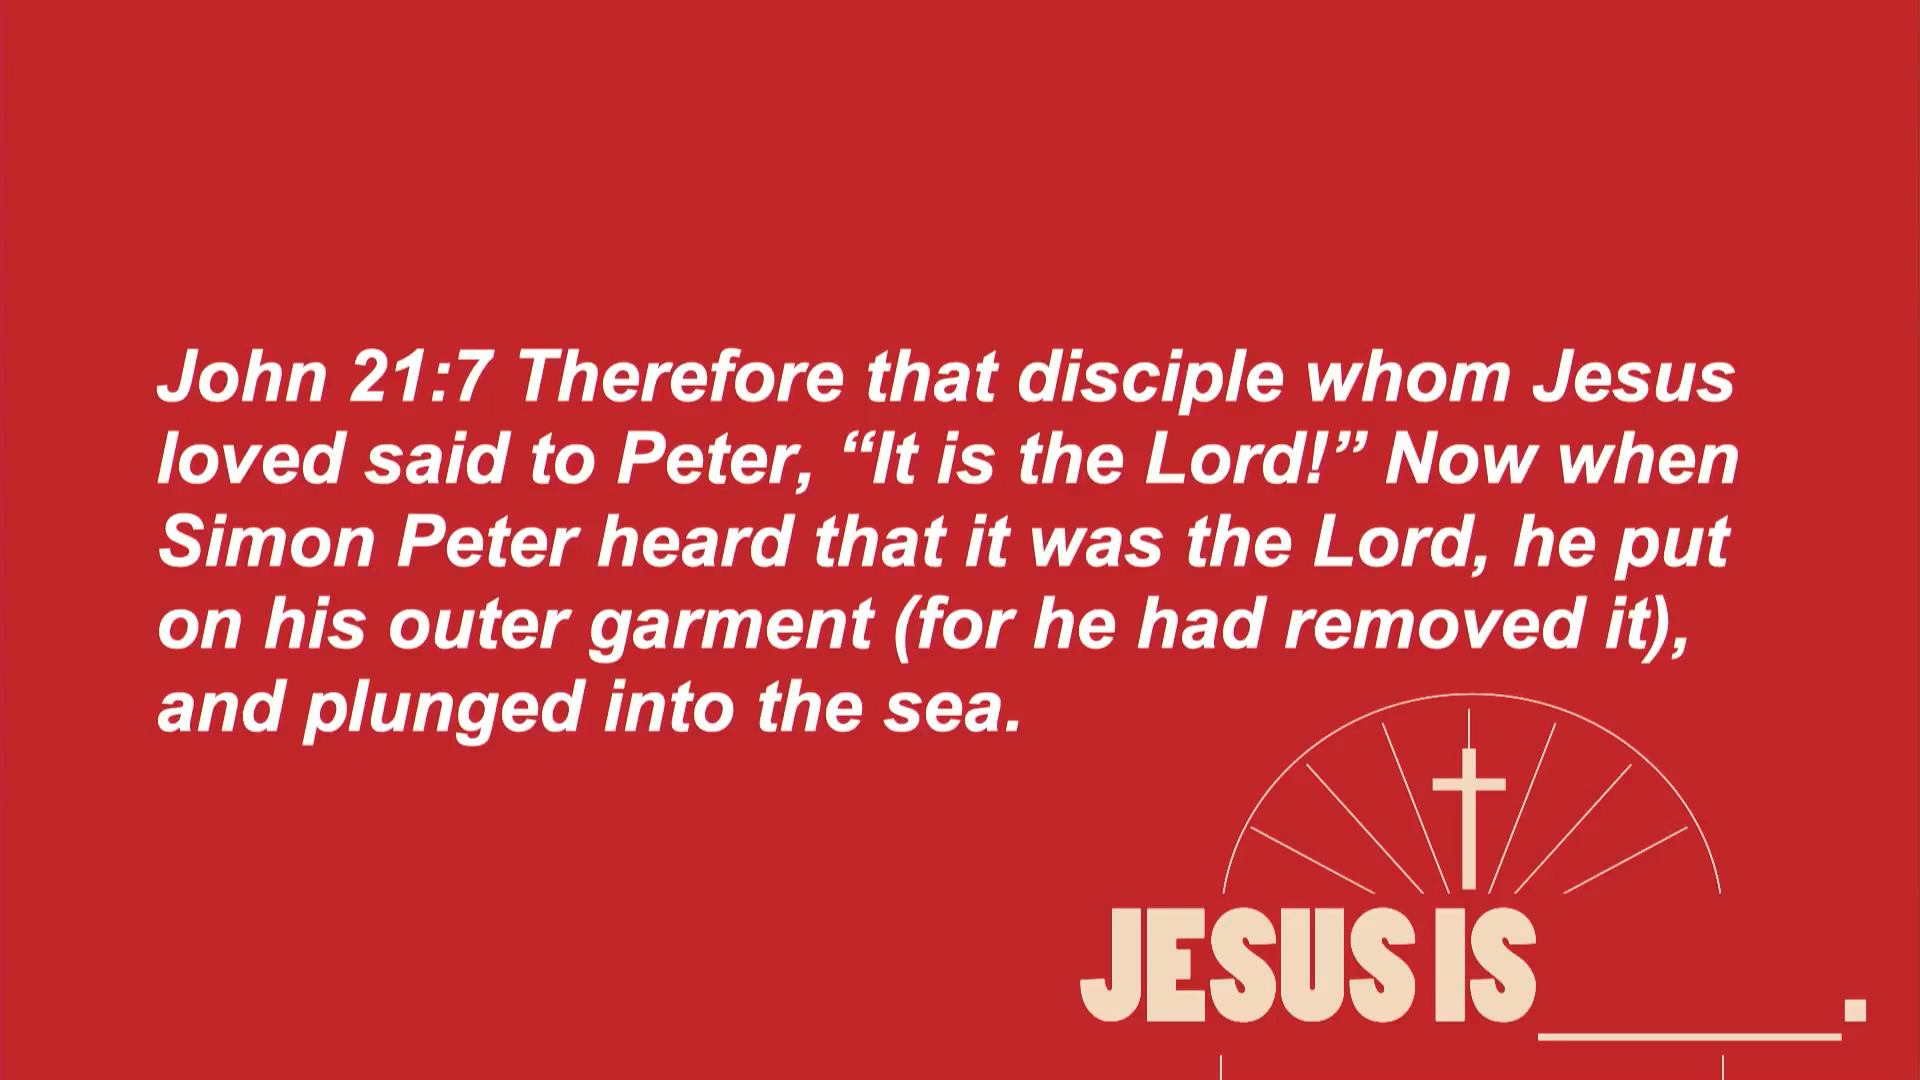 John 21:7 Therefore that disciple whom Jesus
loved said to Peter, “It is the Lord!” Now when
Simon Peter heard that it was the Lord, he put
on his outer garment (for he had removed it),
and plunged into the sea.
JESUS IS ________.